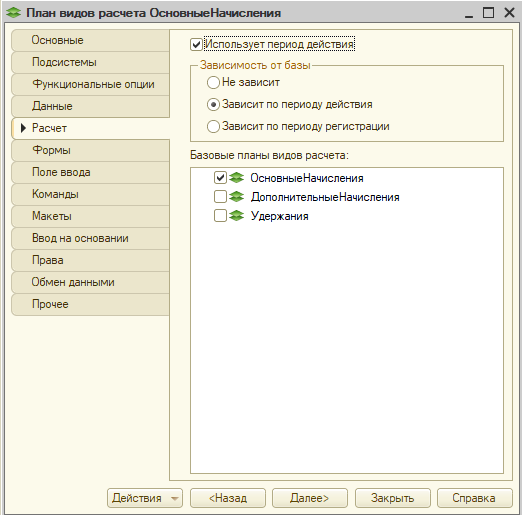 План видов расчета ОсновныеНачисления
Основные
Подсистемы
Функциональные опции
Данные
Расчет
Формы
Поле ввода
Команды
Макеты
Ввод на основании
Права
Обмен данными
Прочее
Использует период действия
Зависимость от базы
Не зависит
Зависит по периоду действия
Зависит по периоду регистрации
Базовые планы видов расчета:
ОсновныеНачисления
ДополнительныеНачисления
Удержания
Действия
<Назад
Далее>
Закрыть
Справка